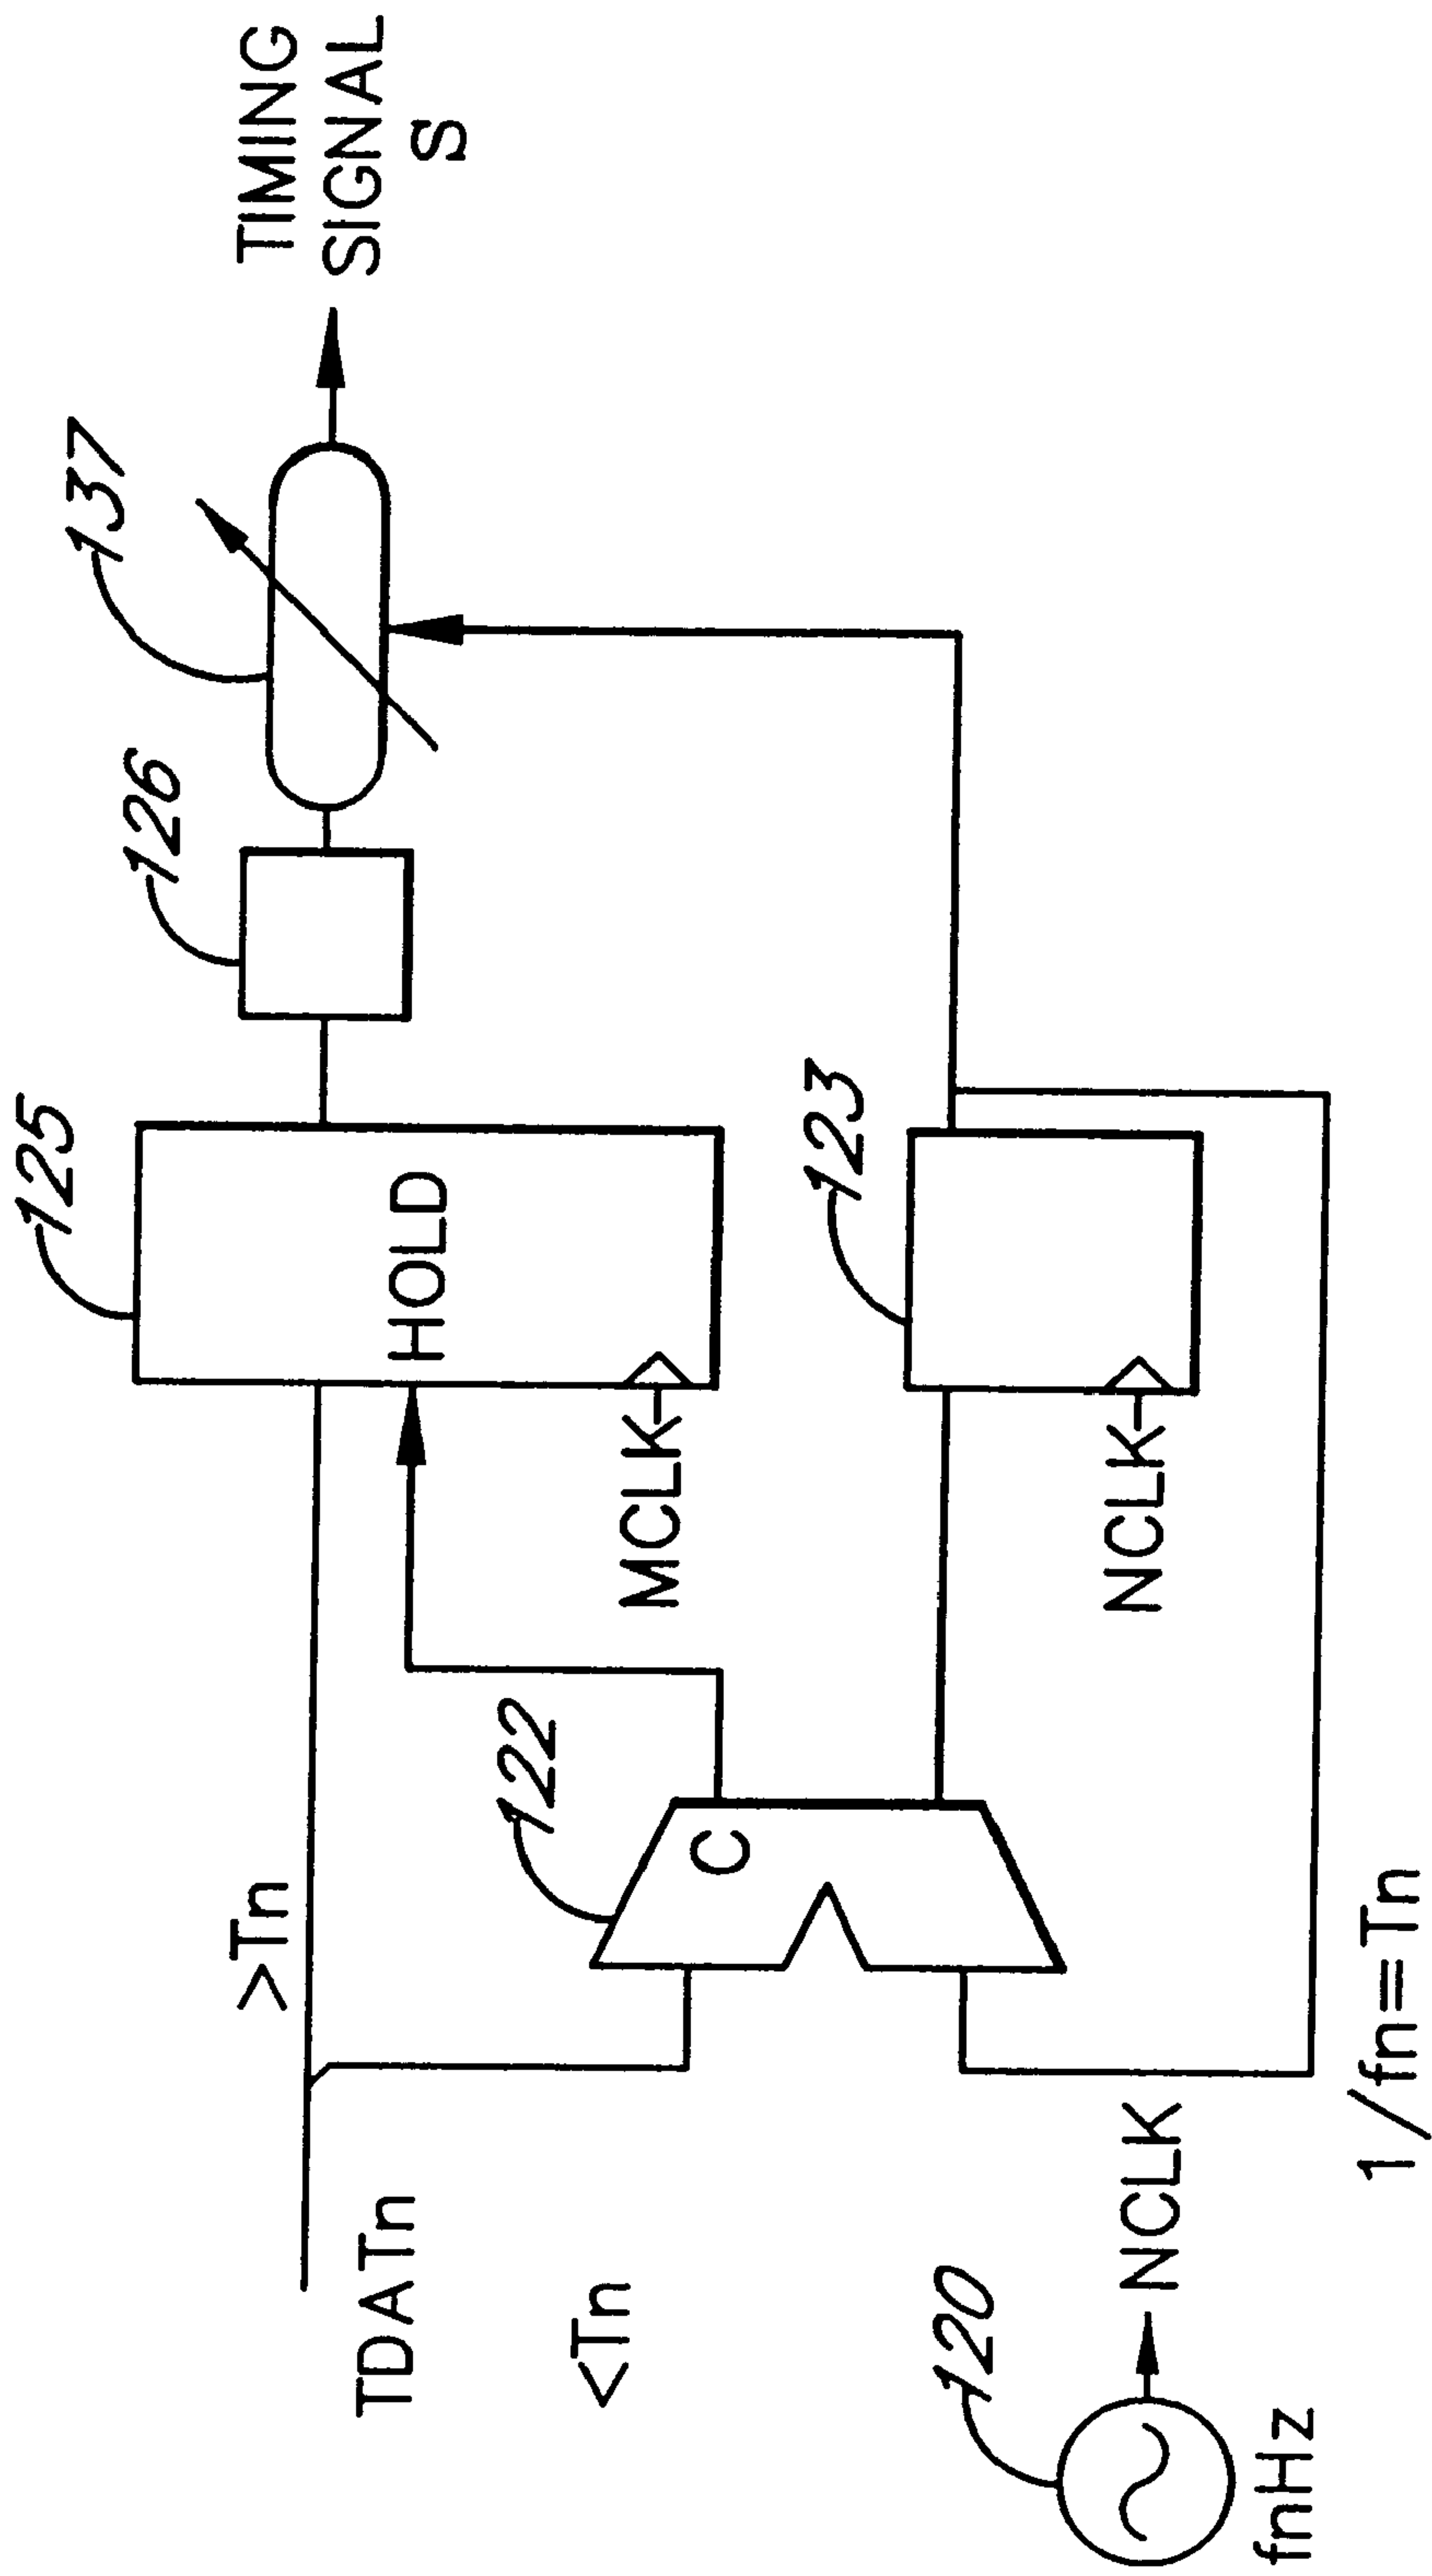 125
126
137
TIMING
SIGNAL
S
>Tn
TDATn
HOLD
<Tn
122
C
MCLK
123
120
NCLK
NCLK
fnHz
1/fn=Tn